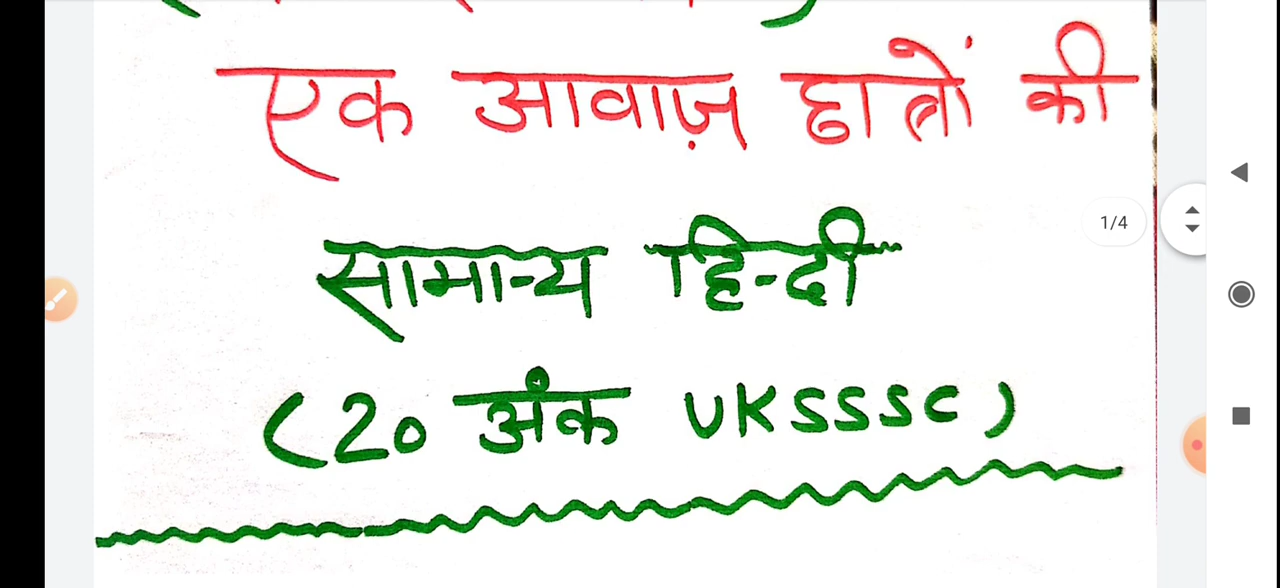 एक आवाज़ छात्रों की
सामान्य हिन्दी
1/4
(20 अंक UKSSSC)